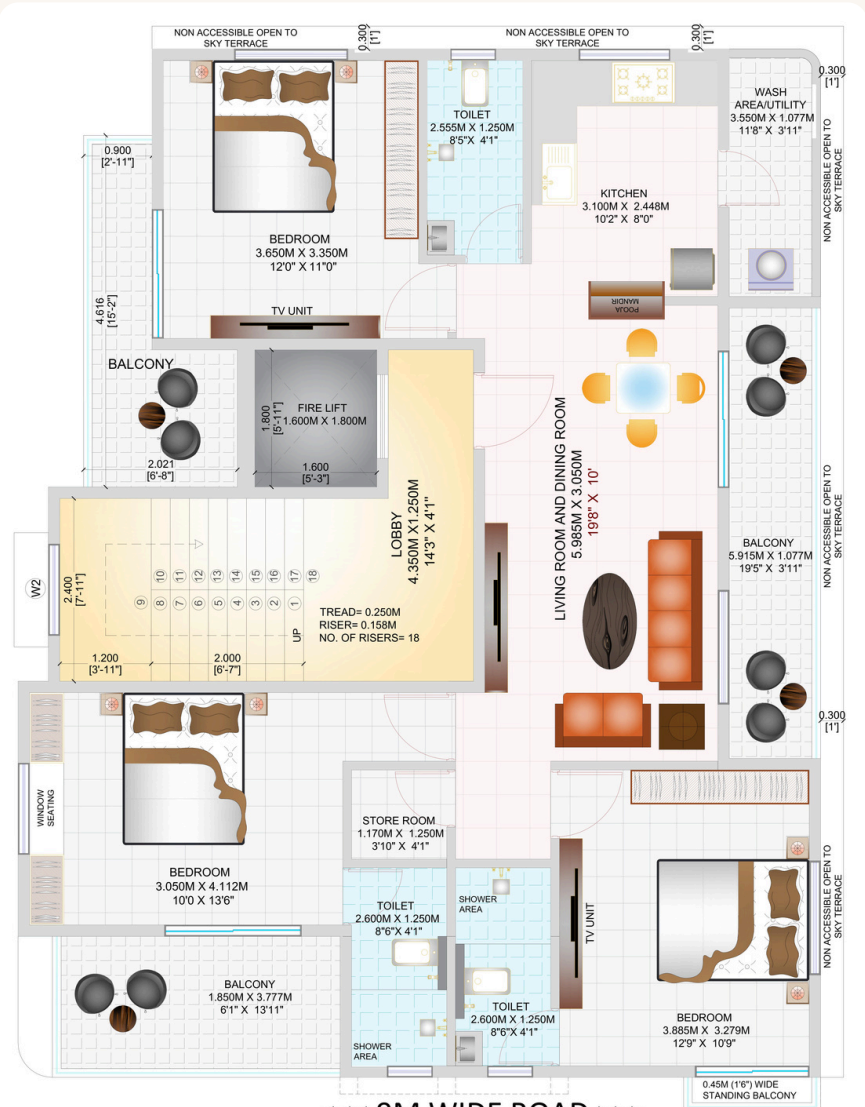 NON ACCESSIBLE OPEN TO
SKY TERRACE
0.300
[1']
NON ACCESSIBLE OPEN TO
SKY TERRACE
0.300
[1']
0.300
[1']
WASH
AREA/UTILITY
3.550M X 1.077M
11'8" X 3'11"
NON ACCESSIBLE OPEN TO
SKY TERRACE
TOILET
2.555M X 1.250M
8'5"X 4'1"
0.900
[2'-11"]
KITCHEN
3.100M X 2.448M
10'2" X 8'0"
BEDROOM
3.650M X 3.350M
12'0" X 11'0"
4.616
[15'-2"]
TV UNIT
POOJA
MANDIR
BALCONY
2.021
[6'-8"]
FIRE LIFT
1.600M X 1.800M
1.800
[5'-11"]
1.600
[5'-3"]
LOBBY
4.350M X1.250M
14'3" X 4'1"
LIVING ROOM AND DINING ROOM
5.985M X 3.050M
19'8" X 10'
NON ACCESSIBLE OPEN TO
SKY TERRACE
BALCONY
5.915M X 1.077M
19'5" X 3'11"
W2
2.400
[7'-11"]
10 11 12 13 14 15 16 17 18
9 8 7 6 5 4 3 2 1
UP
TREAD= 0.250M
RISER= 0.158M
NO. OF RISERS= 18
1.200
[3'-11"]
2.000
[6'-7"]
0.300
[1']
WINDOW
SEATING
BEDROOM
3.050M X 4.112M
10'0 X 13'6"
STORE ROOM
1.170M X 1.250M
3'10" X 4'1"
TOILET
2.600M X 1.250M
8"6"X 4'1"
SHOWER
AREA
SHOWER
AREA
TOILET
2.600M X 1.250M
8"6"X 4'1"
TV UNIT
NON ACCESSIBLE OPEN TO
SKY TERRACE
BALCONY
1.850M X 3.777M
6'1" X 13'11"
BEDROOM
3.885M X 3.279M
12'9" X 10'9"
0.45M (1'6") WIDE
STANDING BALCONY
WIDE ROAD